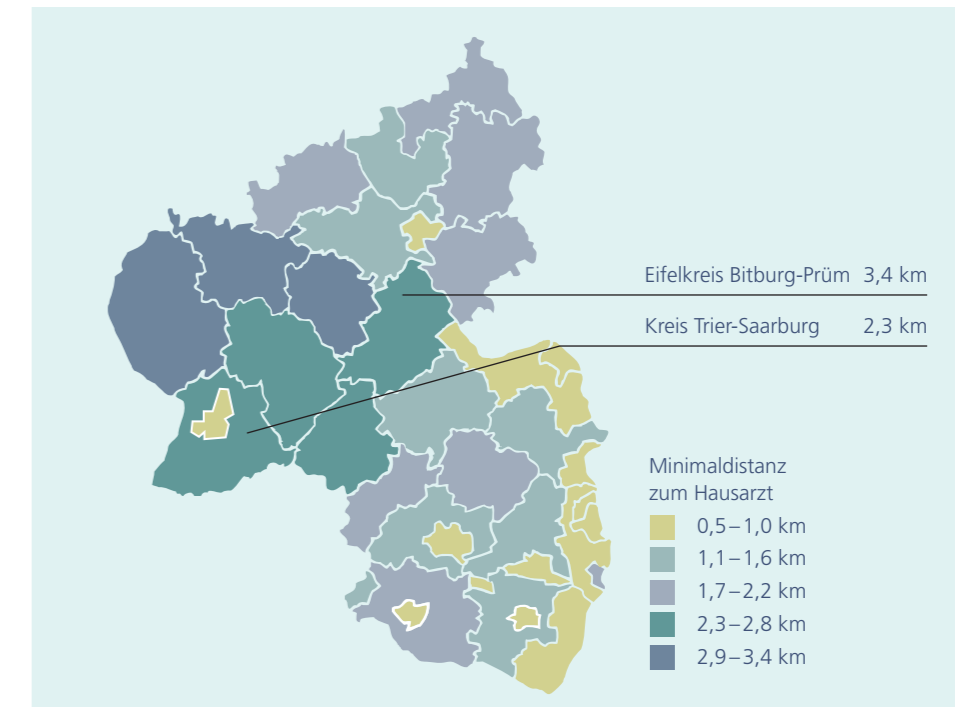 Eifelkreis Bitburg-Prüm 3,4 km
Kreis Trier-Saarburg 2,3 km
Minimaldistanz
zum Hausarzt
0,5–1,0 km
1,1–1,6 km
1,7–2,2 km
2,3–2,8 km
2,9–3,4 km